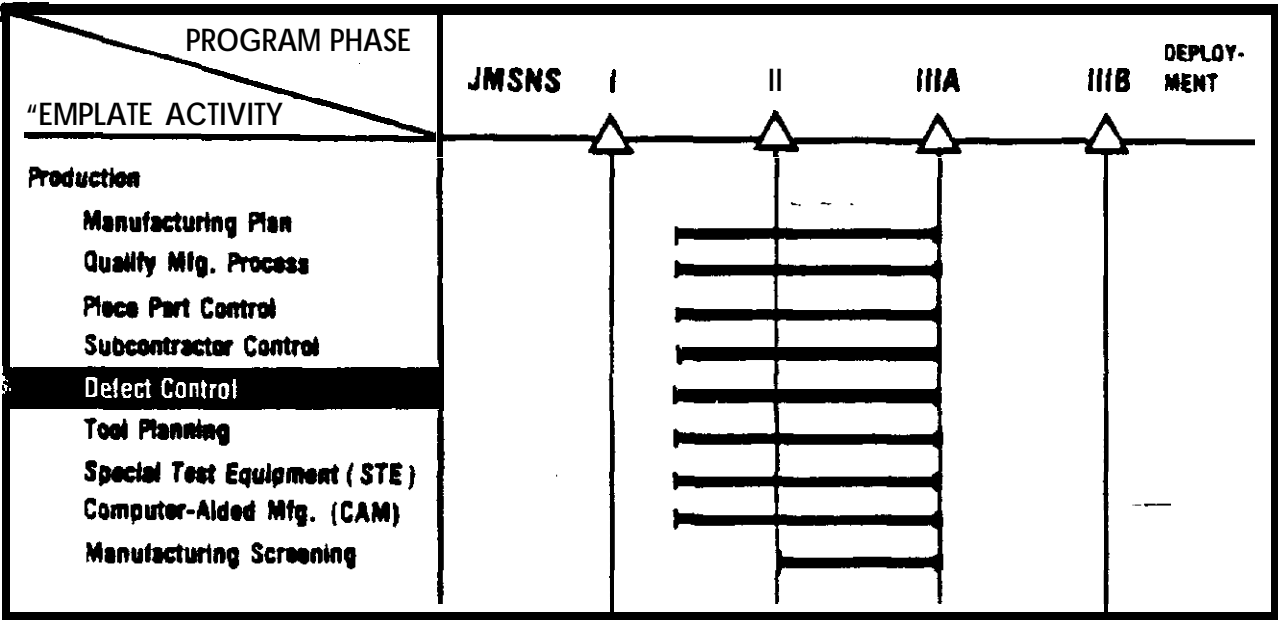 PROGRAM PHASE
"EMPLATE ACTIVITY
JMSNS I II IIIA IIIB
DEPLOY-
MENT
Production
Manufacturing Plan
Qualify Mfg. Process
Piece Part Control
Subcontractor Control
Defect Control
Tool Planning
Special Test Equipment (STE)
Computer-Aided Mfg. (CAM)
Manufacturing Screening